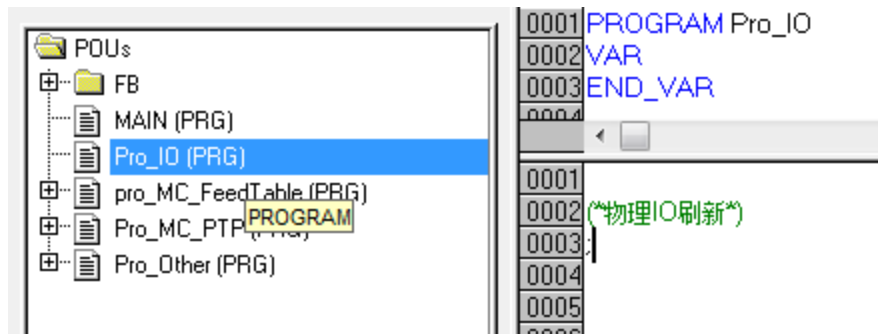 POUs
FB
MAIN (PRG)
Pro_IO (PRG)
pro_MC_FeedTable (PRG)
PROGRAM
Pro_MC_PTP
Pro_Other (PRG)
0001 PROGRAM Pro_IO
0002 VAR
0003 END_VAR
0004
0001
0002 (*物理IO刷新*)
0003 ;
0004
0005